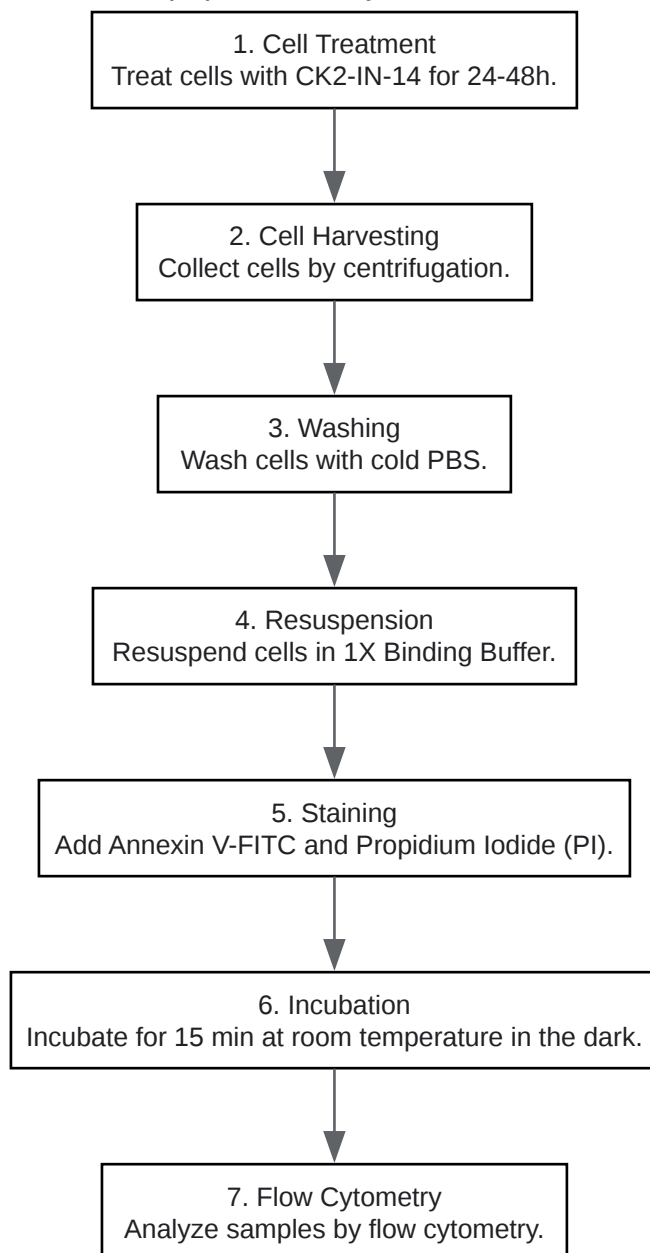 1. Cell Treatment
Treat cells with CK2-IN-14 for 24-48h.
2. Cell Harvesting
Collect cells by centrifugation.
3. Washing
Wash cells with cold PBS.
4. Resuspension
Resuspend cells in 1X Binding Buffer.
5. Staining
Add Annexin V-FITC and Propidium Iodide (PI).
6. Incubation
Incubate for 15 min at room temperature in the dark.
7. Flow Cytometry
Analyze samples by flow cytometry.